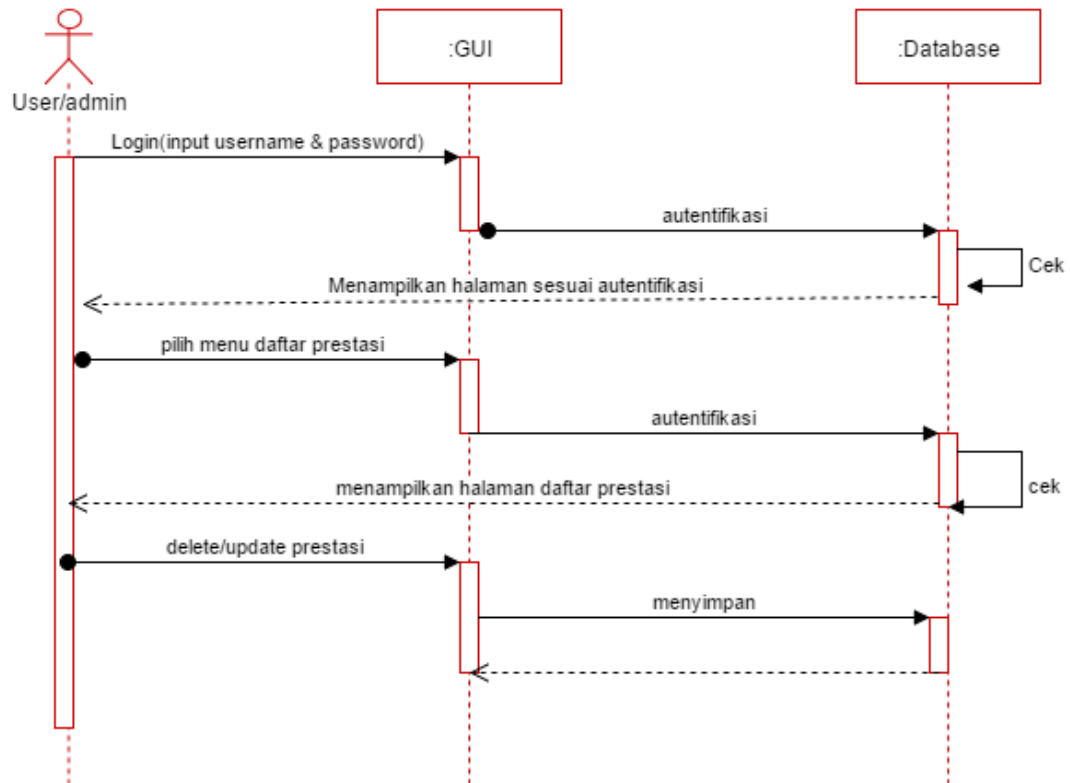 :GUI
:Database
User/admin
Login(input username & password)
autentifikasi
Cek
Menampilkan halaman sesuai autentifikasi
pilih menu daftar prestasi
autentifikasi
menampilkan halaman daftar prestasi
cek
delete/update prestasi
menyimpan